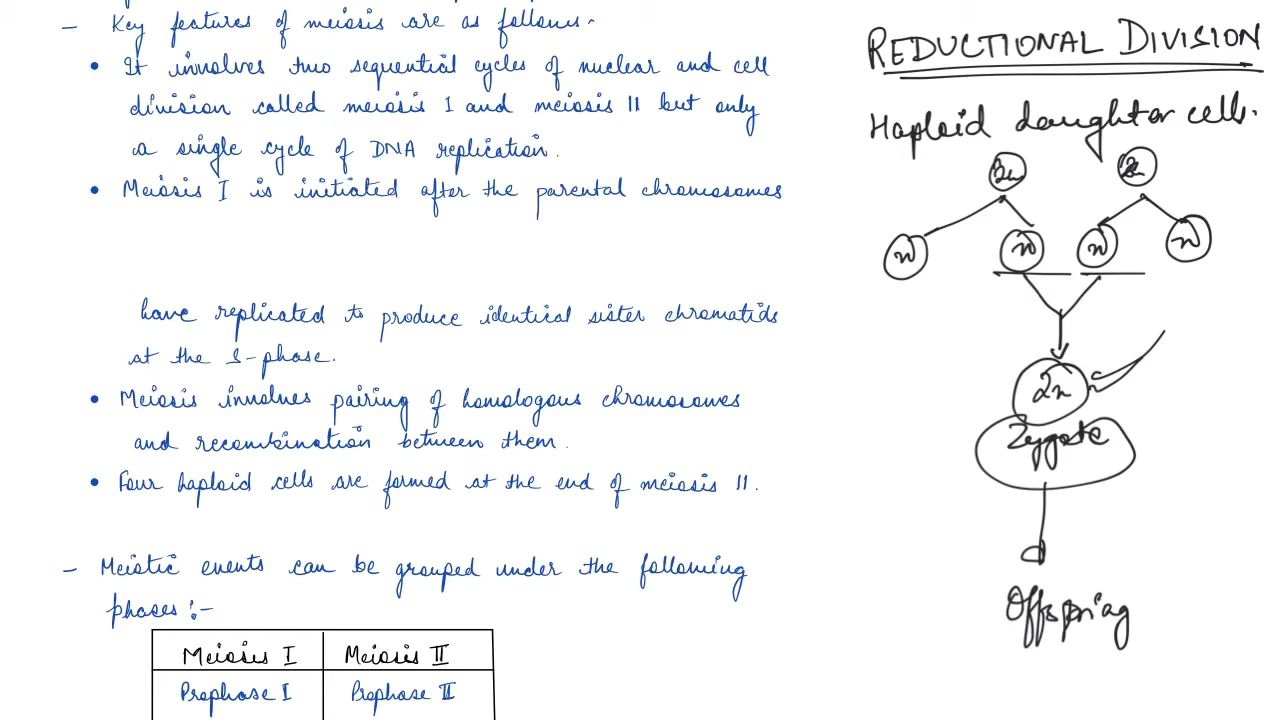 – Key features of meiosis are as follows-
• It involves two sequential cycles of nuclear and cell
division called meiosis I and meiosis II but only
a single cycle of DNA replication.
• Meiosis I is initiated after the parental chromosomes
have replicated to produce identical sister chromatids
at the S-phase.
• Meiosis involves pairing of homologous chromosomes
and recombination between them.
• Four haploid cells are formed at the end of meiosis II.
– Meiotic events can be grouped under the following
phases :-
Meiosis I Meiosis II
Prophase I Prophase II
REDUCTIONAL DIVISION
Haploid daughter cells.
2n 2n
n n n n
2n
Zygote
Offspring